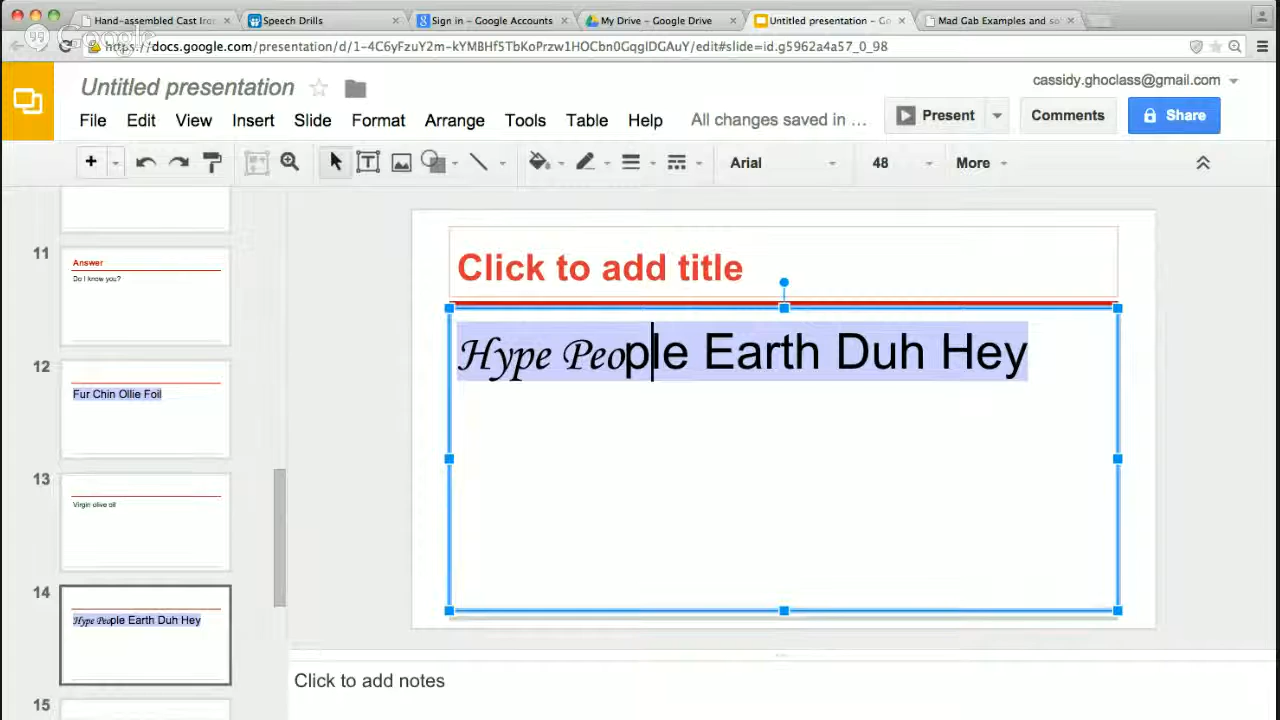 Hand-assembled Cast Iron
Speech Drills
Sign in – Google Accounts
My Drive – Google Drive
Untitled presentation – Go
Mad Gab Examples and so
Google
https://docs.google.com/presentation/d/1-4C6yFzuY2m-kYMBHf5TbKoPrzw1HOCbn0GqglDGAuY/edit#slide=id.g5962a4a57_0_98
Untitled presentation
cassidy.ghoclass@gmail.com
File Edit View Insert Slide Format Arrange Tools Table Help All changes saved in …
Present
Comments
Share
Arial
48
More
11
Answer
Do I know you?
12
Fur Chin Ollie Foil
13
Virgin olive oil
14
Hype People Earth Duh Hey
15
Click to add title
Hype People Earth Duh Hey
Click to add notes